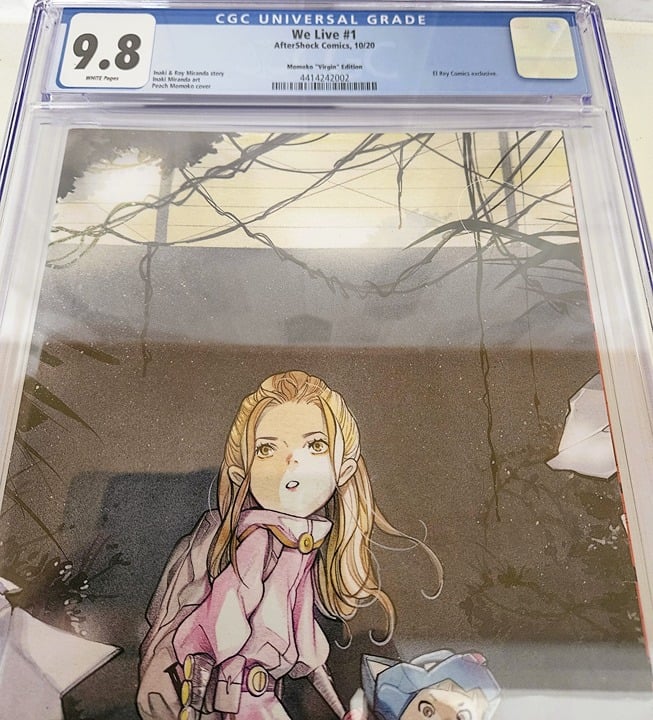 CGC UNIVERSAL GRADE
9.8
WHITE Pages
We Live #1
AfterShock Comics, 10/20
Momoko "Virgin" Edition
4414242002
Inaki & Roy Miranda story
Inaki Miranda art
Peach Momoko cover
El Rey Comics exclusive.